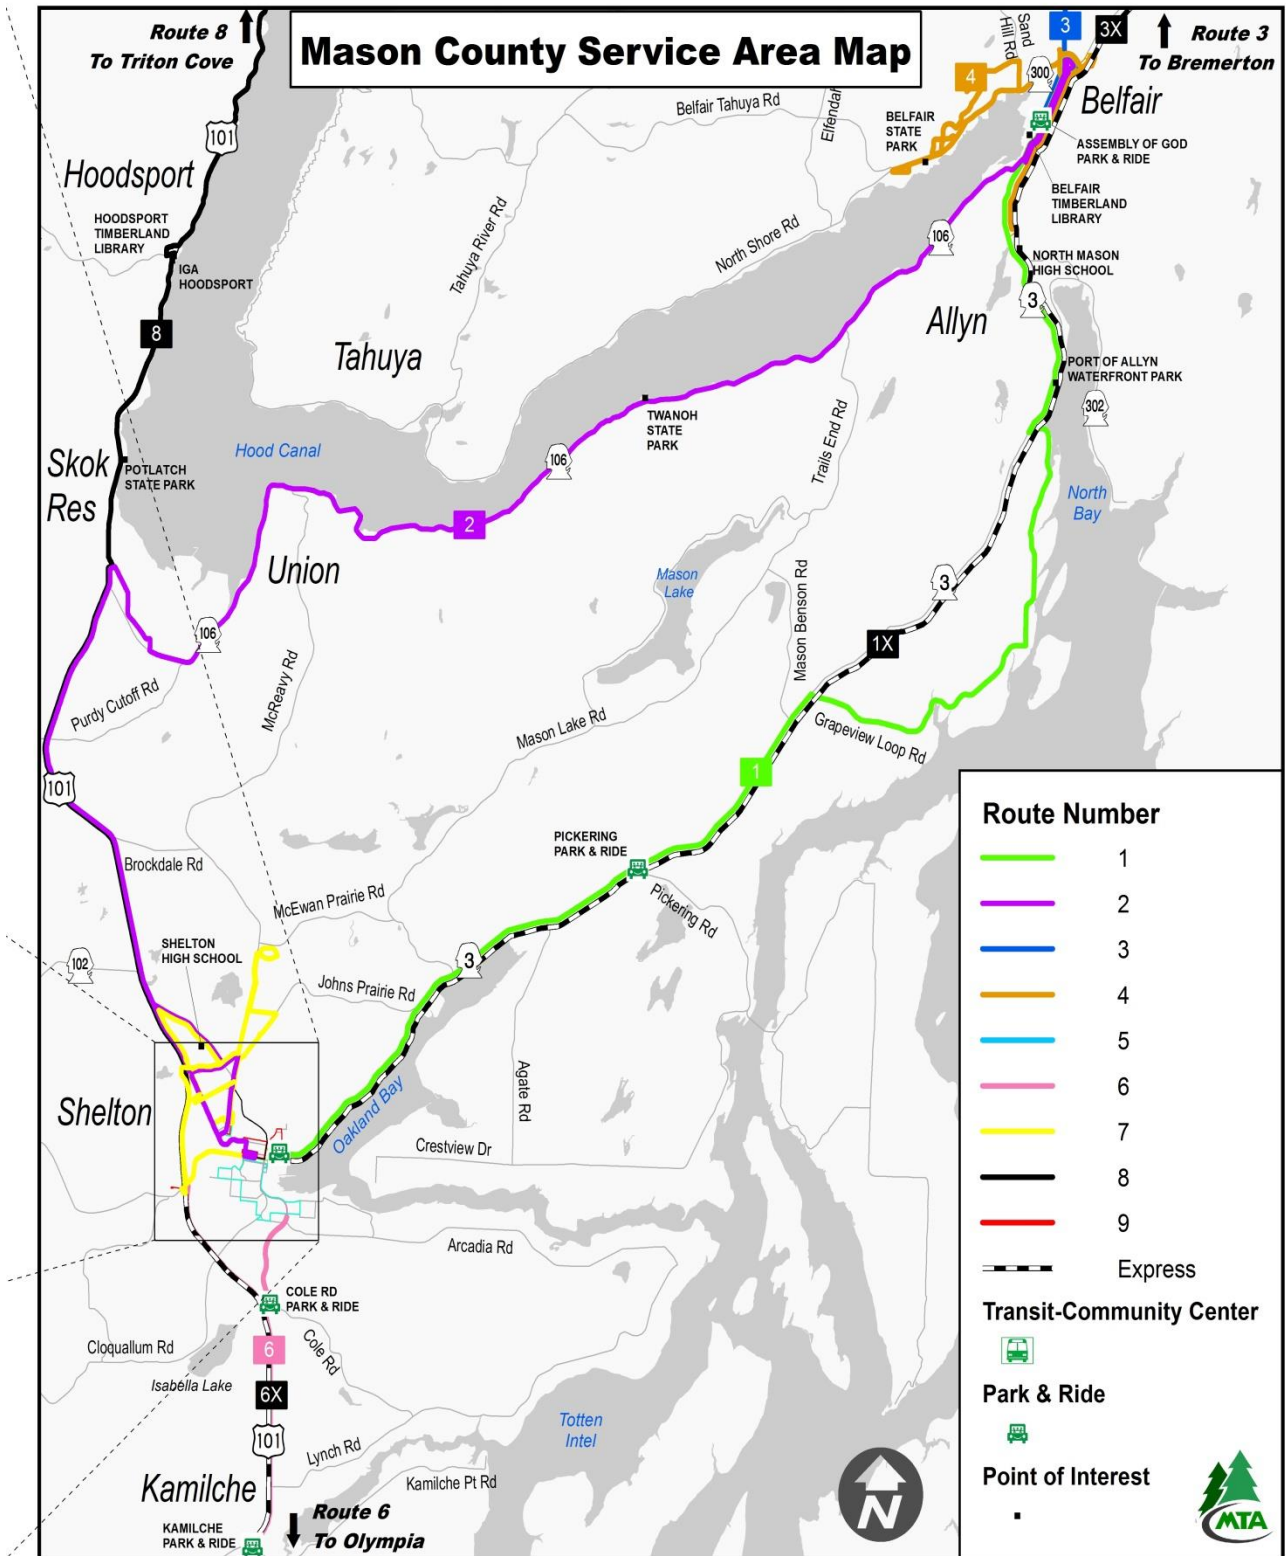 Mason County Service Area Map
Route 8
To Triton Cove
3
3X
Route 3
To Bremerton
Sand
Hill Rd
300
4
Belfair
101
Belfair Tahuya Rd
Elfendah
BELFAIR
STATE
PARK
ASSEMBLY OF GOD
PARK & RIDE
Hoodsport
BELFAIR
TIMBERLAND
LIBRARY
HOODSPORT
TIMBERLAND
LIBRARY
IGA
HOODSPORT
Tahuya River Rd
North Shore Rd
106
NORTH MASON
HIGH SCHOOL
3
8
Allyn
Tahuya
PORT OF ALLYN
WATERFRONT PARK
302
TWANOH
STATE
PARK
Trails End Rd
Hood Canal
106
Skok
Res
POTLATCH
STATE PARK
North
Bay
2
Union
Mason
Lake
Mason Benson Rd
3
106
1X
Purdy Cutoff Rd
McReavy Rd
Mason Lake Rd
Grapeview Loop Rd
101
1
PICKERING
PARK & RIDE
Brockdale Rd
McEwan Prairie Rd
Pickering Rd
SHELTON
HIGH SCHOOL
102
3
Johns Prairie Rd
Agate Rd
Shelton
Oakland Bay
Crestview Dr
Arcadia Rd
COLE RD
PARK & RIDE
Cloquallum Rd
6
Cole Rd
Isabella Lake
6X
101
Totten
Intel
Lynch Rd
Kamilche
Kamilche Pt Rd
KAMILCHE
PARK & RIDE
Route 6
To Olympia
N
Route Number
1
2
3
4
5
6
7
8
9
Express
Transit-Community Center
Park & Ride
Point of Interest
MTA